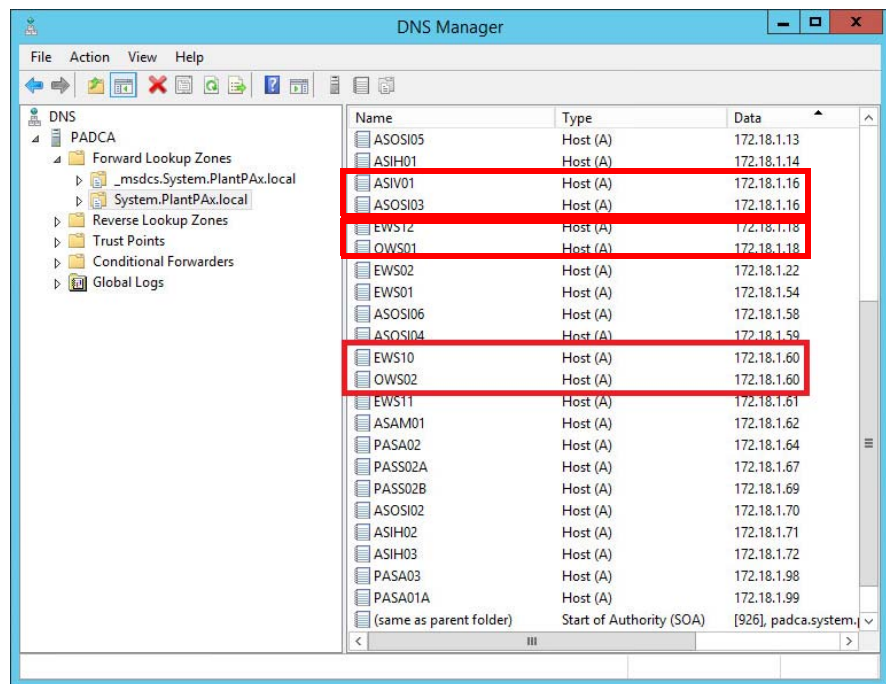 DNS Manager
File Action View Help
DNS
PADCA
Forward Lookup Zones
_msdcs.System.PlantPAx.local
System.PlantPAx.local
Reverse Lookup Zones
Trust Points
Conditional Forwarders
Global Logs
Name Type Data
ASOSI05 Host (A) 172.18.1.13
ASIH01 Host (A) 172.18.1.14
ASIV01 Host (A) 172.18.1.16
ASOSI03 Host (A) 172.18.1.16
EWS12 Host (A) 172.18.1.18
OWS01 Host (A) 172.18.1.18
EWS02 Host (A) 172.18.1.22
EWS01 Host (A) 172.18.1.54
ASOSI06 Host (A) 172.18.1.58
ASOSI04 Host (A) 172.18.1.59
EWS10 Host (A) 172.18.1.60
OWS02 Host (A) 172.18.1.60
EWS11 Host (A) 172.18.1.61
ASAM01 Host (A) 172.18.1.62
PASA02 Host (A) 172.18.1.64
PASS02A Host (A) 172.18.1.67
PASS02B Host (A) 172.18.1.69
ASOSI02 Host (A) 172.18.1.70
ASIH02 Host (A) 172.18.1.71
ASIH03 Host (A) 172.18.1.72
PASA03 Host (A) 172.18.1.98
PASA01A Host (A) 172.18.1.99
(same as parent folder) Start of Authority (SOA) [926], padca.system.